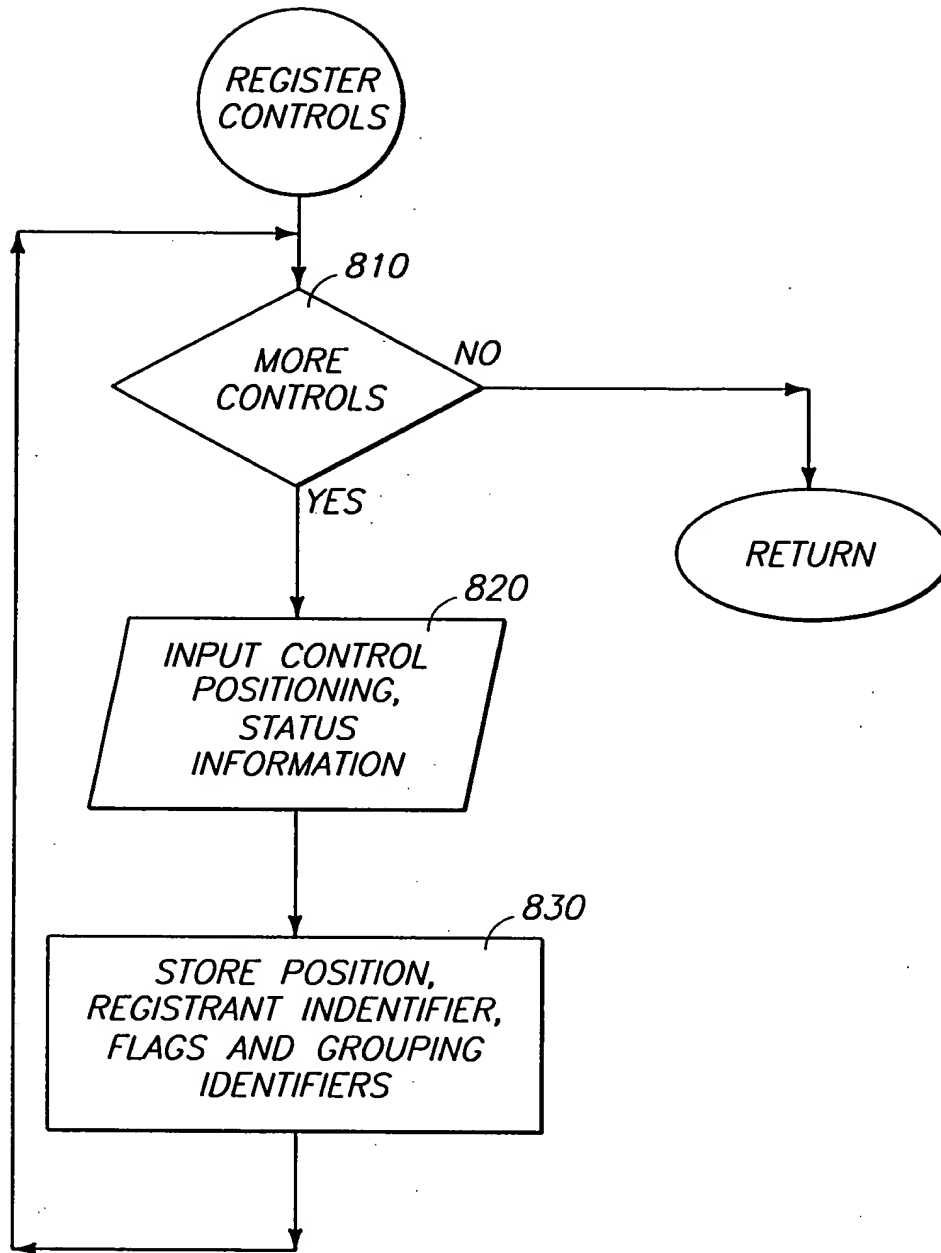 REGISTER
CONTROLS
810
MORE
CONTROLS
NO
YES
RETURN
820
INPUT CONTROL
POSITIONING,
STATUS
INFORMATION
830
STORE POSITION,
REGISTRANT INDENTIFIER,
FLAGS AND GROUPING
IDENTIFIERS